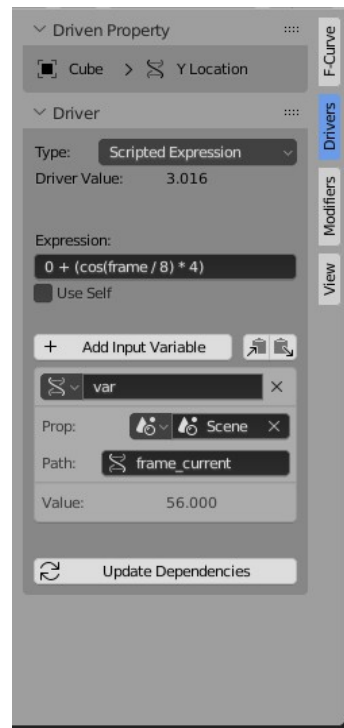 Driven Property
Cube > Y Location
Driver
Type: Scripted Expression
Driver Value: 3.016
Expression:
0 + (cos(frame / 8) * 4)
Use Self
+ Add Input Variable
var
Prop: Scene
Path: frame_current
Value: 56.000
Update Dependencies
F-Curve
Drivers
Modifiers
View